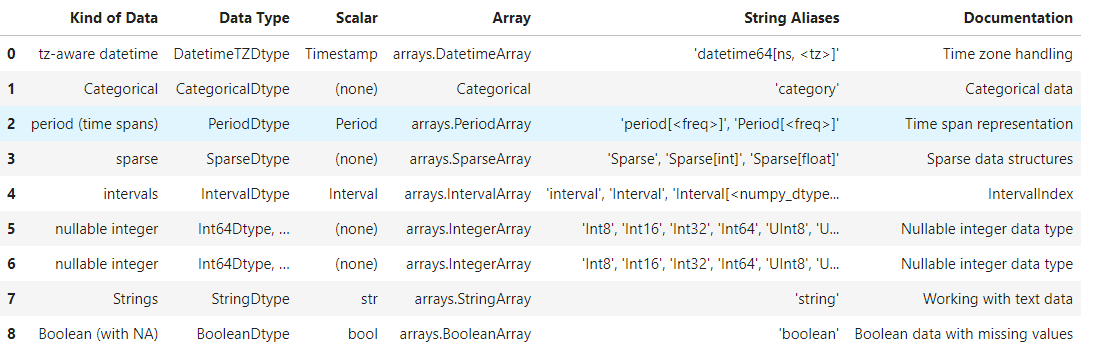 Kind of Data Data Type Scalar Array String Aliases Documentation
0 tz-aware datetime DatetimeTZDtype Timestamp arrays.DatetimeArray 'datetime64[ns, <tz>]' Time zone handling
1 Categorical CategoricalDtype (none) Categorical 'category' Categorical data
2 period (time spans) PeriodDtype Period arrays.PeriodArray 'period[<freq>]', 'Period[<freq>]' Time span representation
3 sparse SparseDtype (none) arrays.SparseArray 'Sparse', 'Sparse[int]', 'Sparse[float]' Sparse data structures
4 intervals IntervalDtype Interval arrays.IntervalArray 'interval', 'Interval', 'Interval[<numpy_dtype... IntervalIndex
5 nullable integer Int64Dtype, ... (none) arrays.IntegerArray 'Int8', 'Int16', 'Int32', 'Int64', 'UInt8', 'U... Nullable integer data type
6 nullable integer Int64Dtype, ... (none) arrays.IntegerArray 'Int8', 'Int16', 'Int32', 'Int64', 'UInt8', 'U... Nullable integer data type
7 Strings StringDtype str arrays.StringArray 'string' Working with text data
8 Boolean (with NA) BooleanDtype bool arrays.BooleanArray 'boolean' Boolean data with missing values